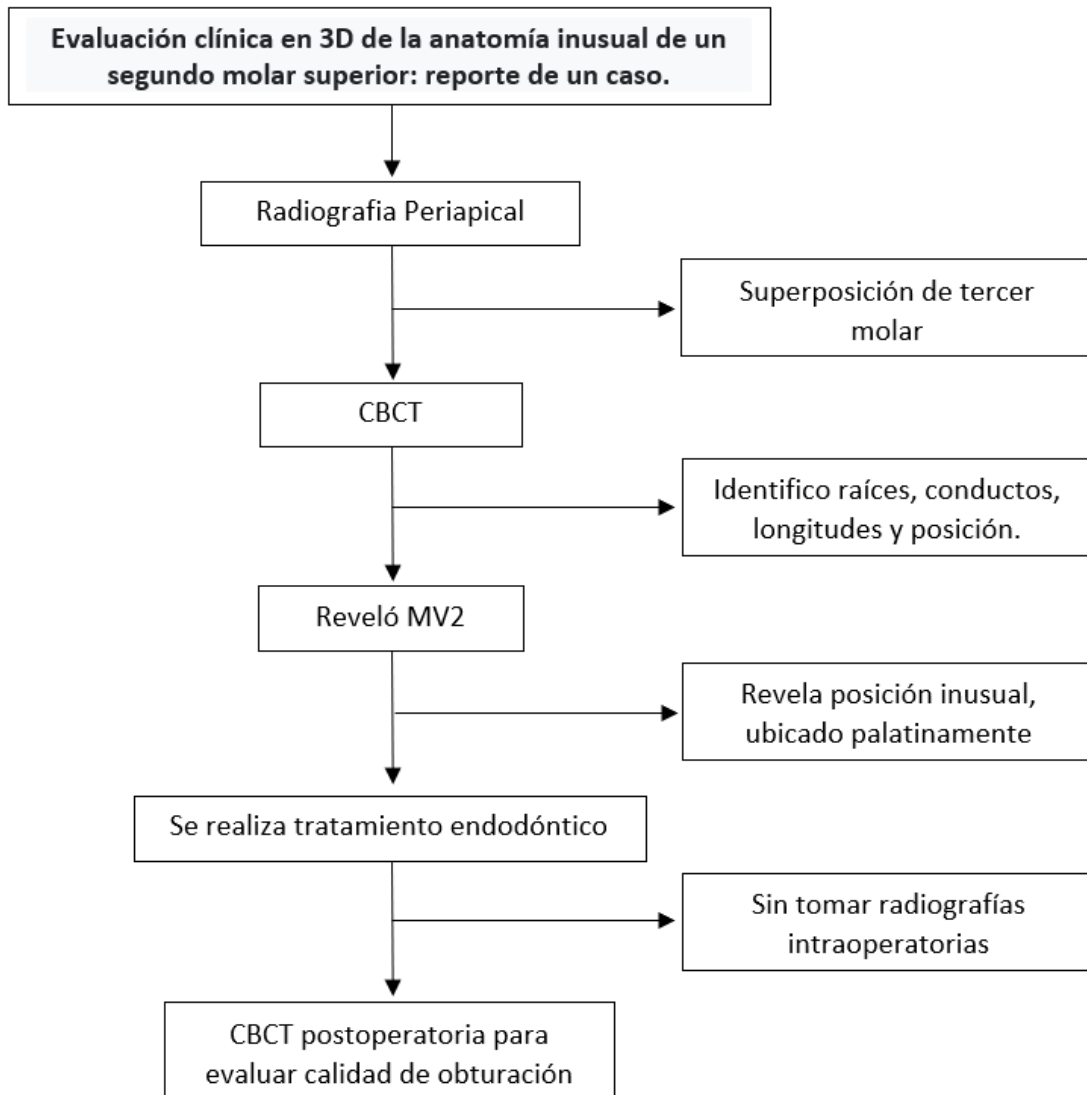 Evaluación clínica en 3D de la anatomía inusual de un
segundo molar superior: reporte de un caso.
Radiografia Periapical
Superposición de tercer
molar
CBCT
Identifico raíces, conductos,
longitudes y posición.
Reveló MV2
Revela posición inusual,
ubicado palatinamente
Se realiza tratamiento endodóntico
Sin tomar radiografías
intraoperatorias
CBCT postoperatoria para
evaluar calidad de obturación